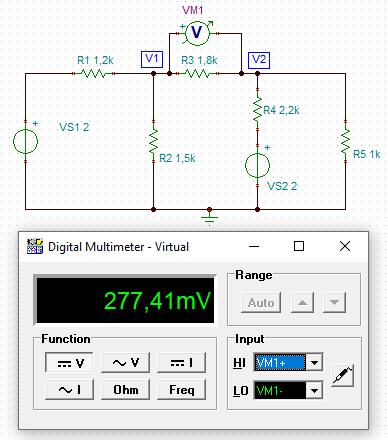 VM1
+
V
V1
V2
R1 1,2k
R3 1,8k
R4 2,2k
+
VS1 2
R2 1,5k
R5 1k
+
VS2 2
Digital Multimeter - Virtual
277,41mV
Range
Auto
Function
V
V
I
I
Ohm
Freq
Input
HI VM1+
LO VM1-